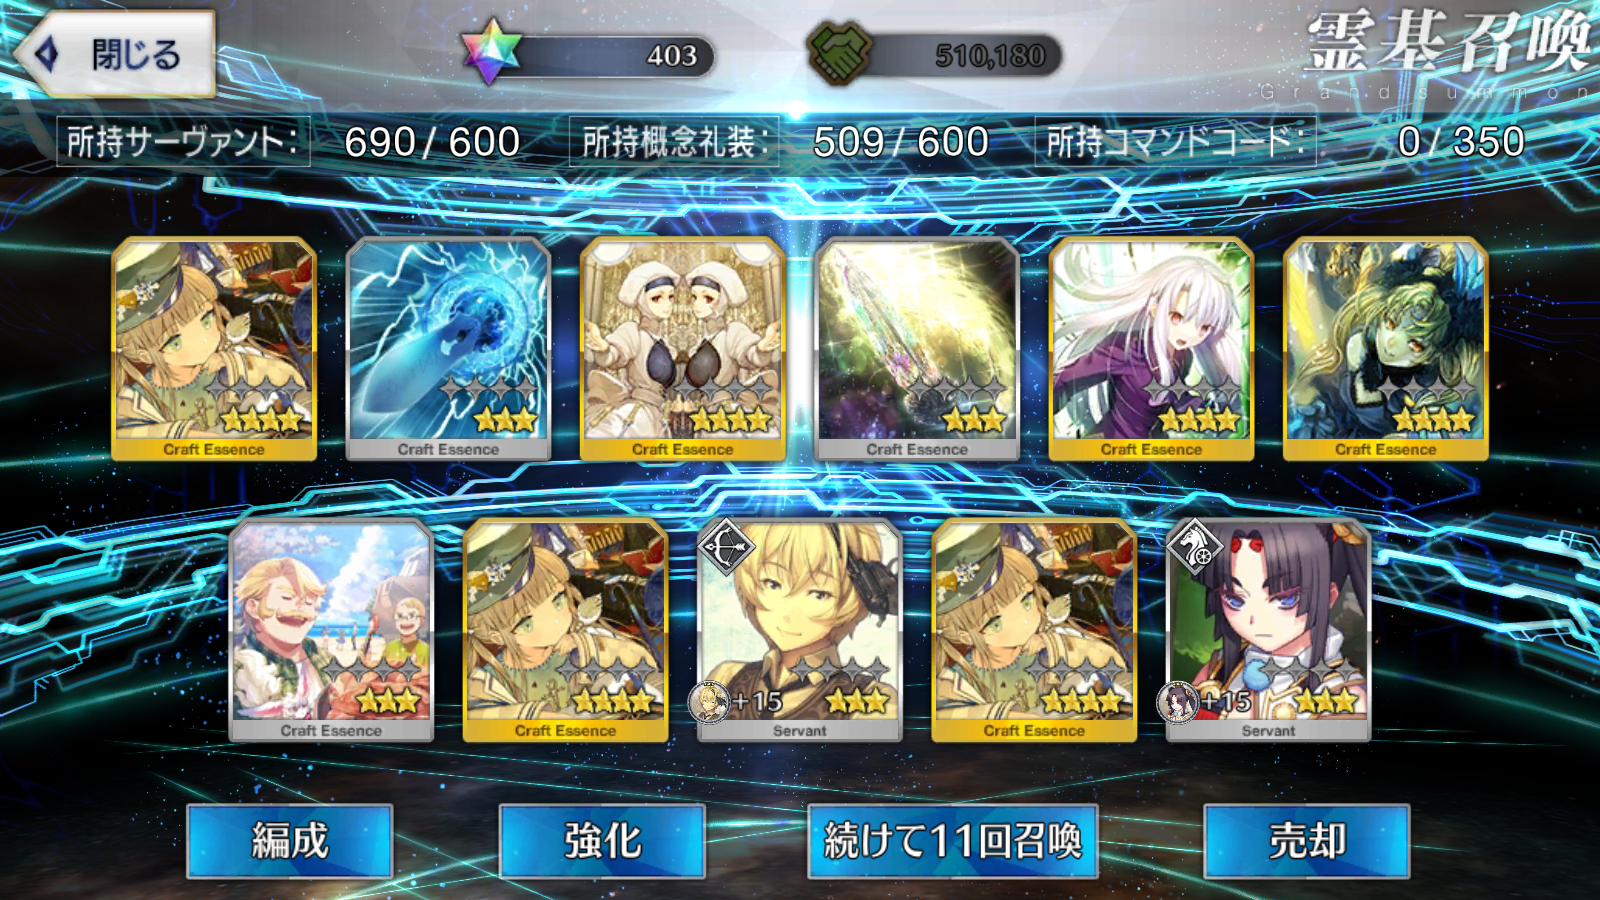 閉じる
403
510,180
霊基召喚
Grand summon
所持サーヴァント:
690 / 600
所持概念礼装:
509 / 600
所持コマンドコード:
0 / 350
Craft Essence
Craft Essence
Craft Essence
Craft Essence
Craft Essence
Craft Essence
+15
+15
Craft Essence
Craft Essence
Servant
Craft Essence
Servant
編成
強化
続けて11回召喚
売却